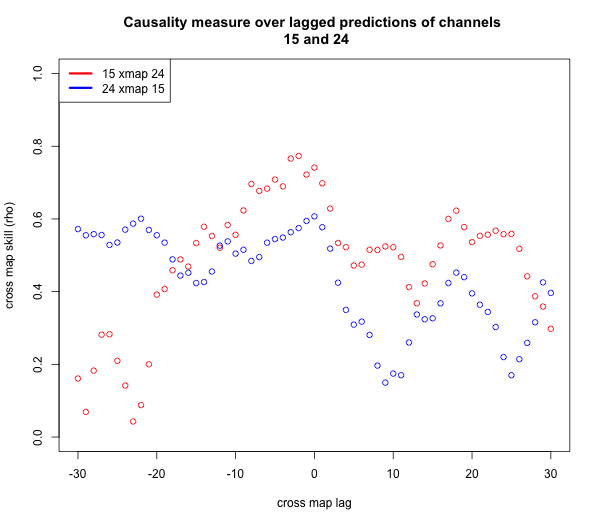 Causality measure over lagged predictions of channels
15 and 24
15 xmap 24
24 xmap 15
cross map skill (rho)
1.0
0.8
0.6
0.4
0.2
0.0
-30 -20 -10 0 10 20 30
cross map lag